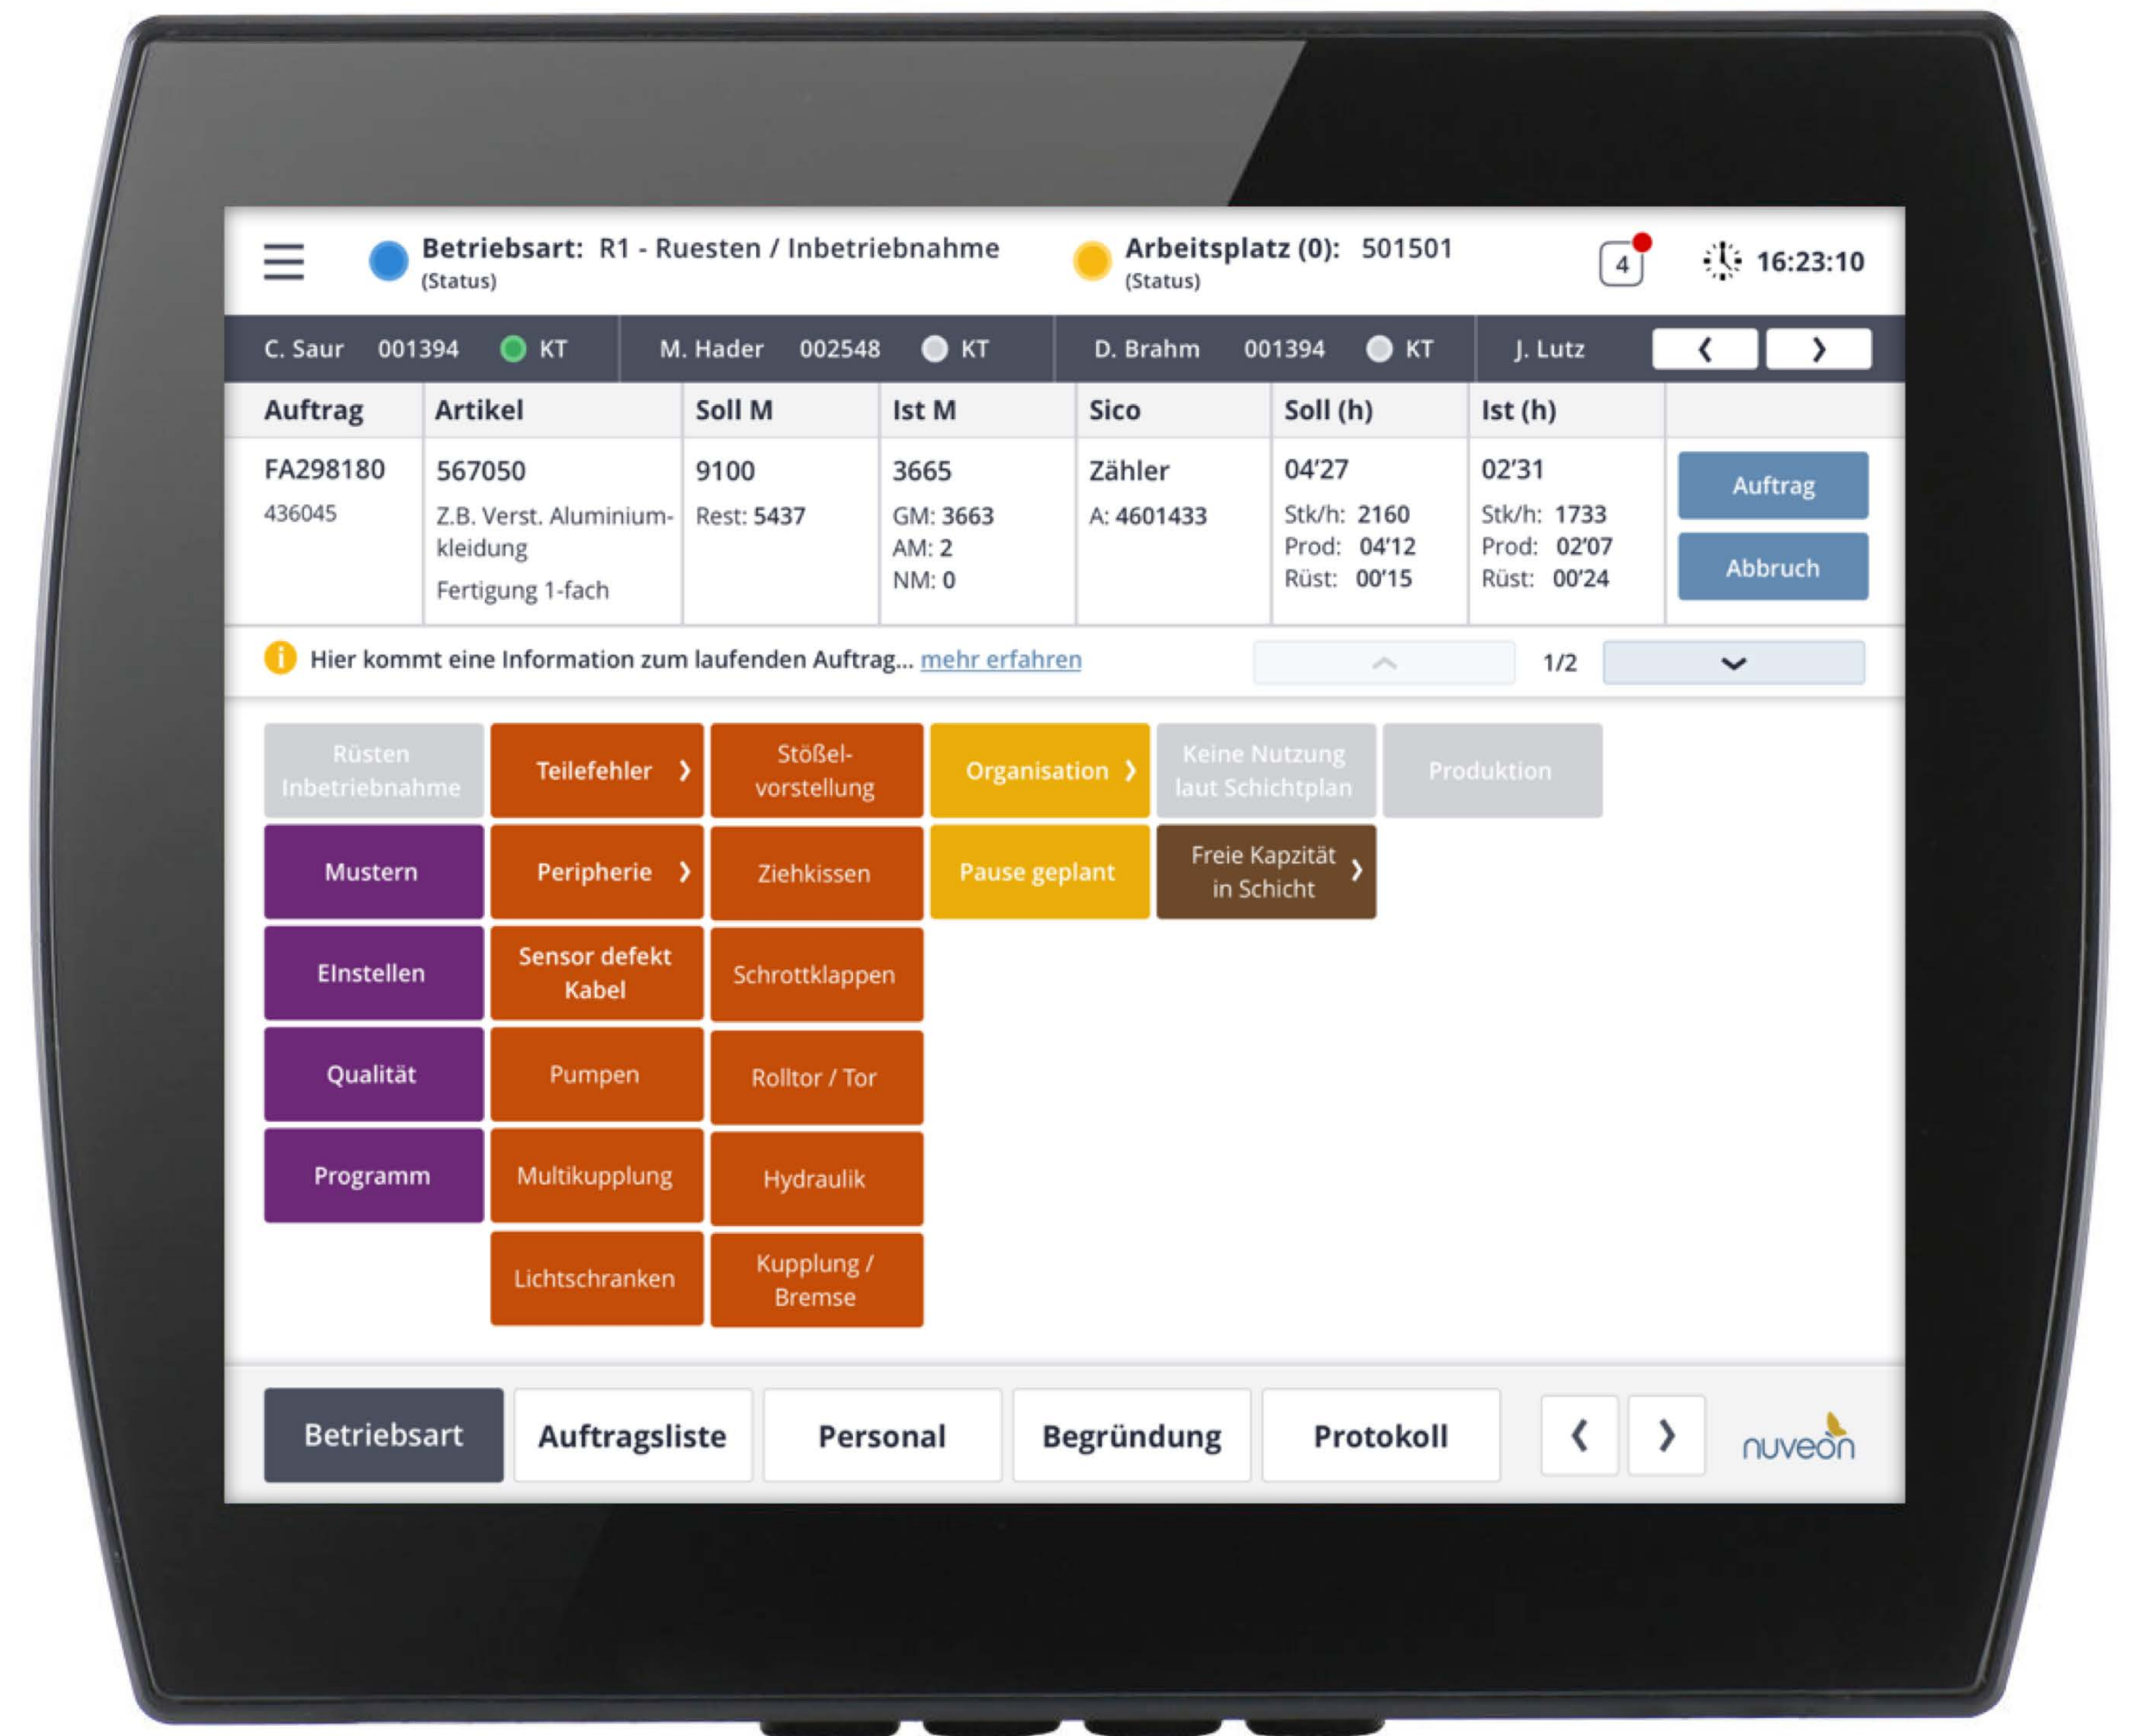 Betriebsart: R1 - Ruesten / Inbetriebnahme
(Status)
Arbeitsplatz (0): 501501
(Status)
4
16:23:10
C. Saur 001394 KT
M. Hader 002548 KT
D. Brahm 001394 KT
J. Lutz
Auftrag Artikel Soll M Ist M Sico Soll (h) Ist (h)
FA298180
436045
567050
Z.B. Verst. Aluminium-
kleidung
Fertigung 1-fach
9100
Rest: 5437
3665
GM: 3663
AM: 2
NM: 0
Zähler
A: 4601433
04’27
Stk/h: 2160
Prod: 04’12
Rüst: 00’15
02’31
Stk/h: 1733
Prod: 02’07
Rüst: 00’24
Auftrag
Abbruch
i
Hier kommt eine Information zum laufenden Auftrag... mehr erfahren
1/2
Rüsten
Inbetriebnahme
Mustern
EInstellen
Qualität
Programm
Teilefehler
Peripherie
Sensor defekt
Kabel
Pumpen
Multikupplung
Lichtschranken
Stößel-
vorstellung
Ziehkissen
Schrottklappen
Rolltor / Tor
Hydraulik
Kupplung /
Bremse
Organisation
Pause geplant
Keine Nutzung
laut Schichtplan
Freie Kapzität
in Schicht
Produktion
Betriebsart
Auftragsliste
Personal
Begründung
Protokoll
nuveon